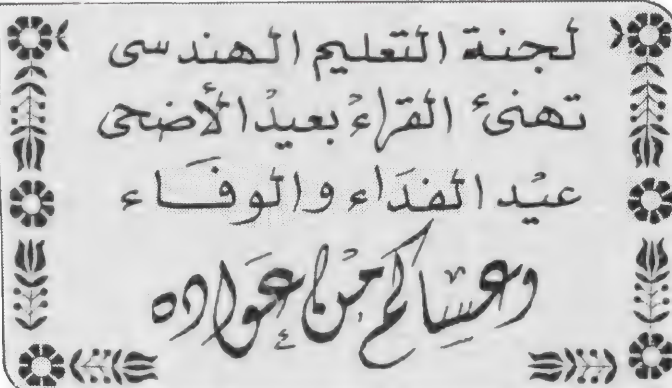 لجنة التعليم الهندسى
تهنئ القراء بعيد الأضحى
عيد الفداء والوفاء
وعساكم من عواده